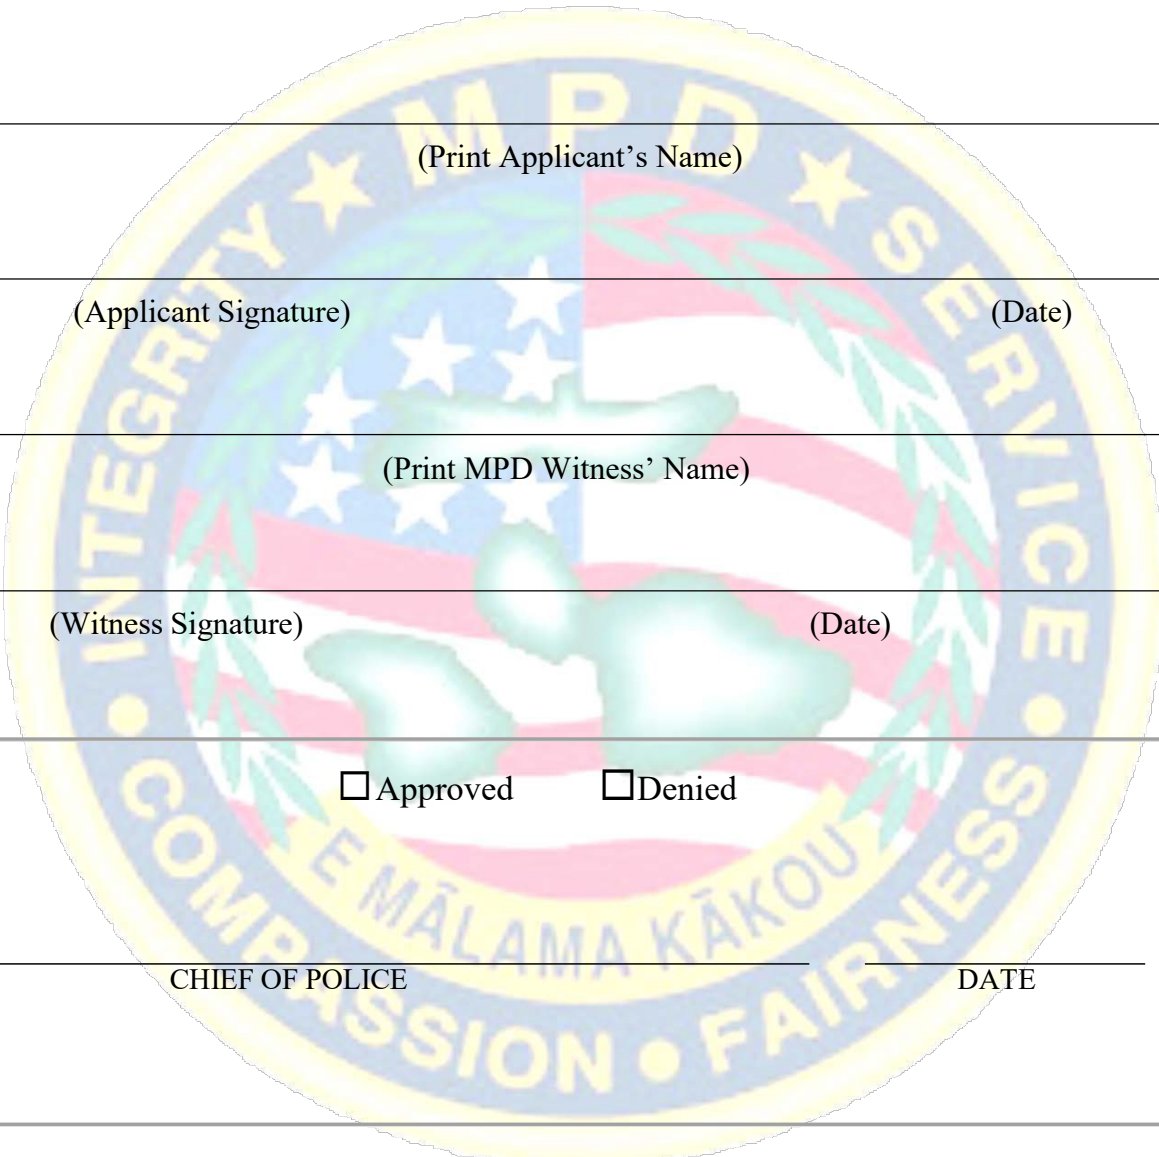 ★ MPD ★
INTEGRITY
SERVICE
(Print Applicant’s Name)
(Applicant Signature) (Date)
(Print MPD Witness’ Name)
(Witness Signature) (Date)
☐ Approved ☐ Denied
E MĀLAMA KĀKOU
CHIEF OF POLICE DATE
• COMPASSION • FAIRNESS •